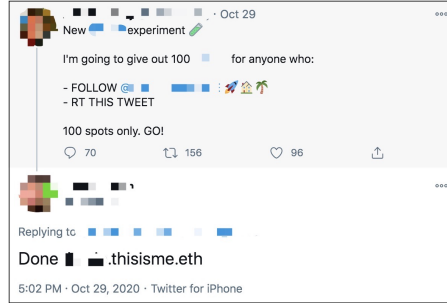 · Oct 29
New experiment
I'm going to give out 100 for anyone who:
- FOLLOW @
- RT THIS TWEET
100 spots only. GO!
70 156 96
Replying to
Done .thisisme.eth
5:02 PM · Oct 29, 2020 · Twitter for iPhone